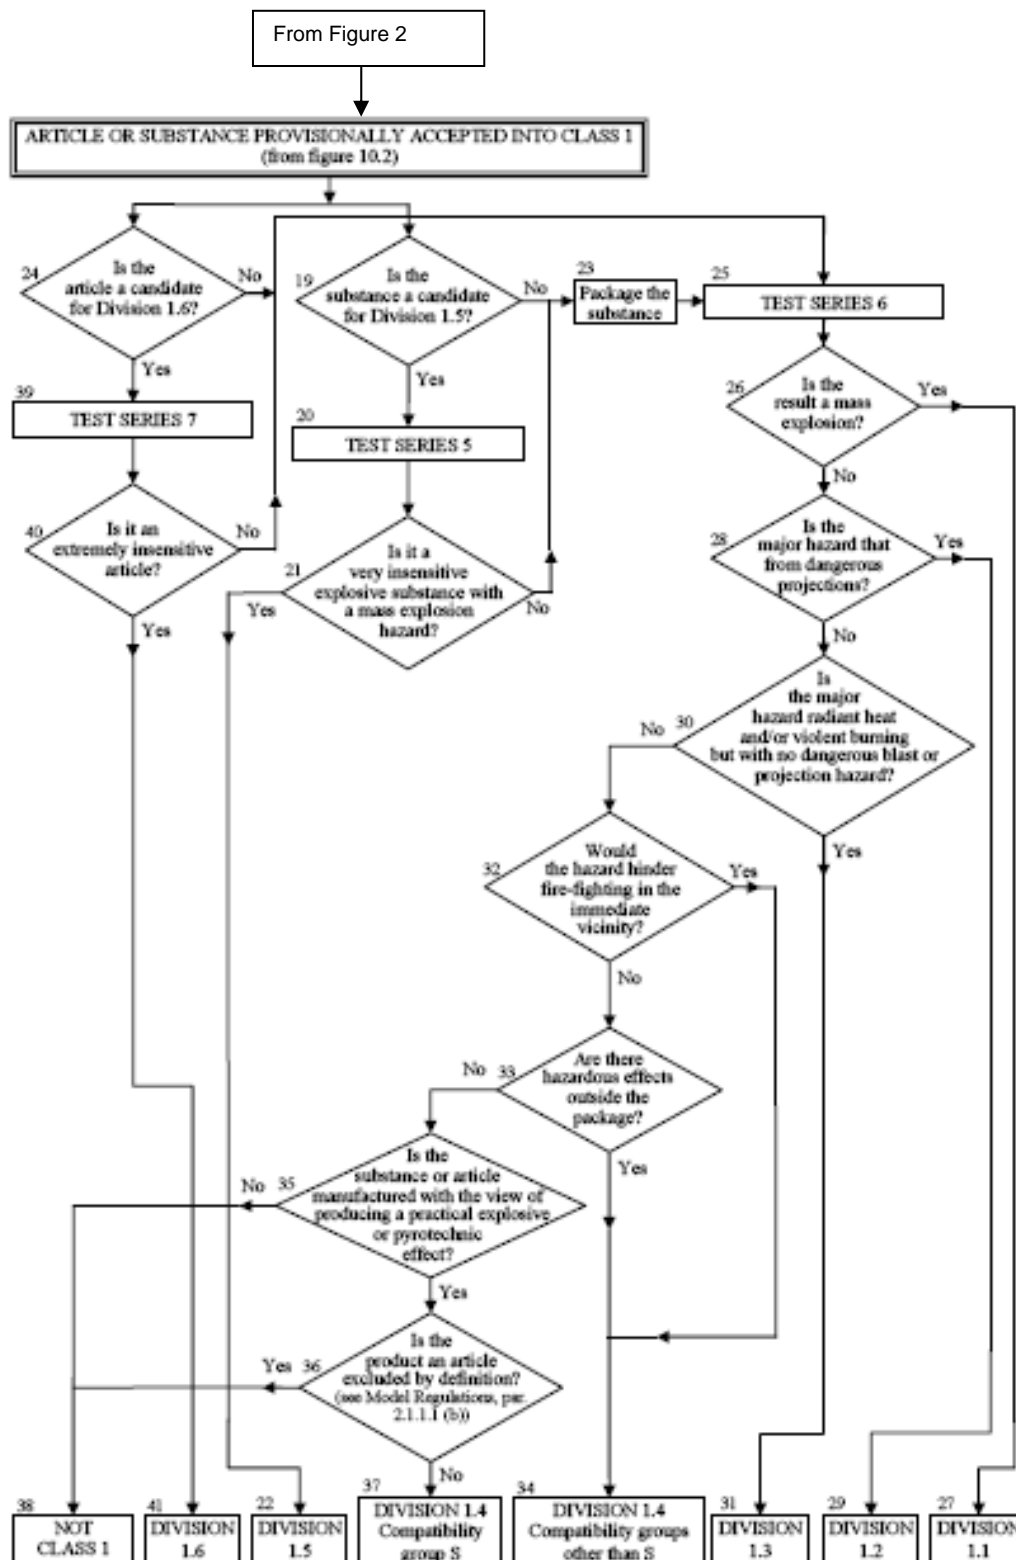 From Figure 2
ARTICLE OR SUBSTANCE PROVISIONALLY ACCEPTED INTO CLASS 1
(from figure 10.2)
24
Is the
article a candidate
for Division 1.6?
No
Yes
19
Is the
substance a candidate
for Division 1.5?
No
Yes
23
Package the
substance
25
TEST SERIES 6
39
TEST SERIES 7
20
TEST SERIES 5
26
Is the
result a mass
explosion?
Yes
No
40
Is it an
extremely insensitive
article?
No
Yes
21
Is it a
very insensitive
explosive substance with
a mass explosion
hazard?
Yes
No
28
Is the
major hazard that
from dangerous
projections?
Yes
No
30
Is
the major
hazard radiant heat
and/or violent burning
but with no dangerous blast or
projection hazard?
No
Yes
32
Would
the hazard hinder
fire-fighting in the
immediate
vicinity?
Yes
No
33
Are there
hazardous effects
outside the
package?
No
Yes
35
Is the
substance or article
manufactured with the view of
producing a practical explosive
or pyrotechnic
effect?
No
Yes
36
Is the
product an article
excluded by definition?
(see Model Regulations, par.
2.1.1.1 (b))
Yes
No
38
NOT
CLASS 1
41
DIVISION
1.6
22
DIVISION
1.5
37
DIVISION 1.4
Compatibility
group S
34
DIVISION 1.4
Compatibility groups
other than S
31
DIVISION
1.3
29
DIVISION
1.2
27
DIVISION
1.1